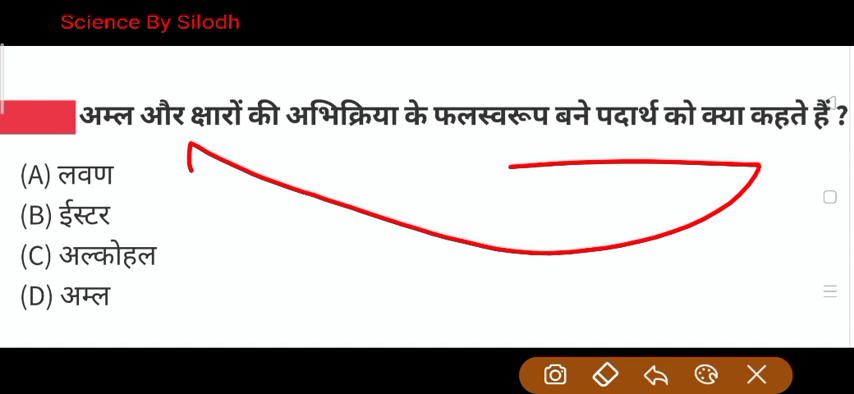 Science By Silodh
अम्ल और क्षारों की अभिक्रिया के फलस्वरूप बने पदार्थ को क्या कहते हैं ?
(A) लवण
(B) ईस्टर
(C) अल्कोहल
(D) अम्ल